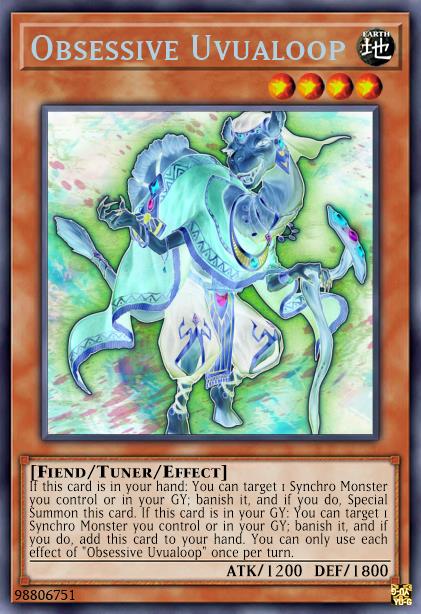 OBSESSIVE UVUALOOP
EARTH
地
[FIEND/TUNER/EFFECT]
If this card is in your hand: You can target 1 Synchro Monster
you control or in your GY; banish it, and if you do, Special
Summon this card. If this card is in your GY: You can target 1
Synchro Monster you control or in your GY; banish it, and if
you do, add this card to your hand. You can only use each
effect of "Obsessive Uvualoop" once per turn.
ATK/1200 DEF/1800
98806751